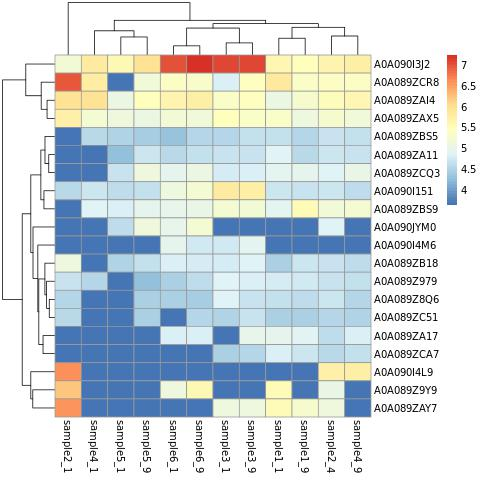 A0A090I3J2
A0A089ZCR8
A0A089ZAI4
A0A089ZAX5
A0A089ZBS5
A0A089ZA11
A0A089ZCQ3
A0A090I151
A0A089ZBS9
A0A090JYM0
A0A090I4M6
A0A089ZB18
A0A089Z979
A0A089Z8Q6
A0A089ZC51
A0A089ZA17
A0A089ZCA7
A0A090I4L9
A0A089Z9Y9
A0A089ZAY7
7
6.5
6
5.5
5
4.5
4
sample2_1
sample4_1
sample5_1
sample5_9
sample6_1
sample6_9
sample3_1
sample3_9
sample1_1
sample1_9
sample2_4
sample4_9